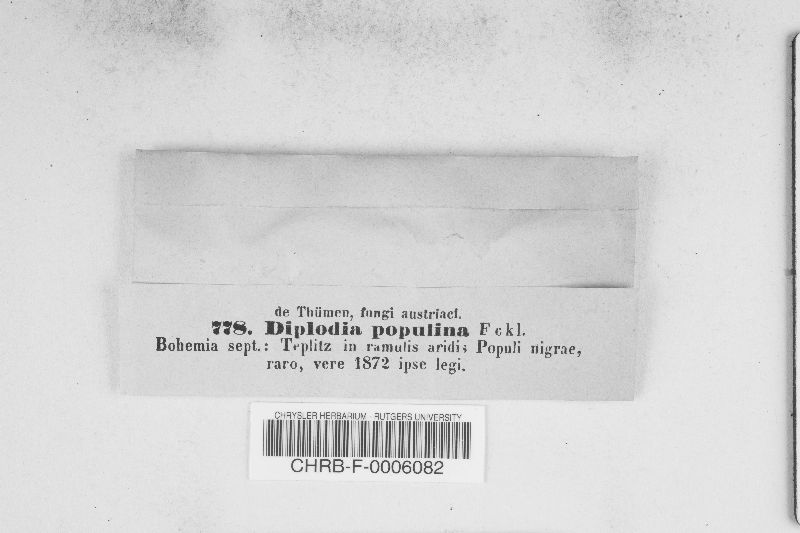 de Thümen, fungi austriaci.
778. Diplodia populina Fckl.
Bohemia sept.: Teplitz in ramulis aridis Populi nigrae,
raro, vere 1872 ipse legi.
CHRYSLER HERBARIUM - RUTGERS UNIVERSITY
CHRB-F-0006082